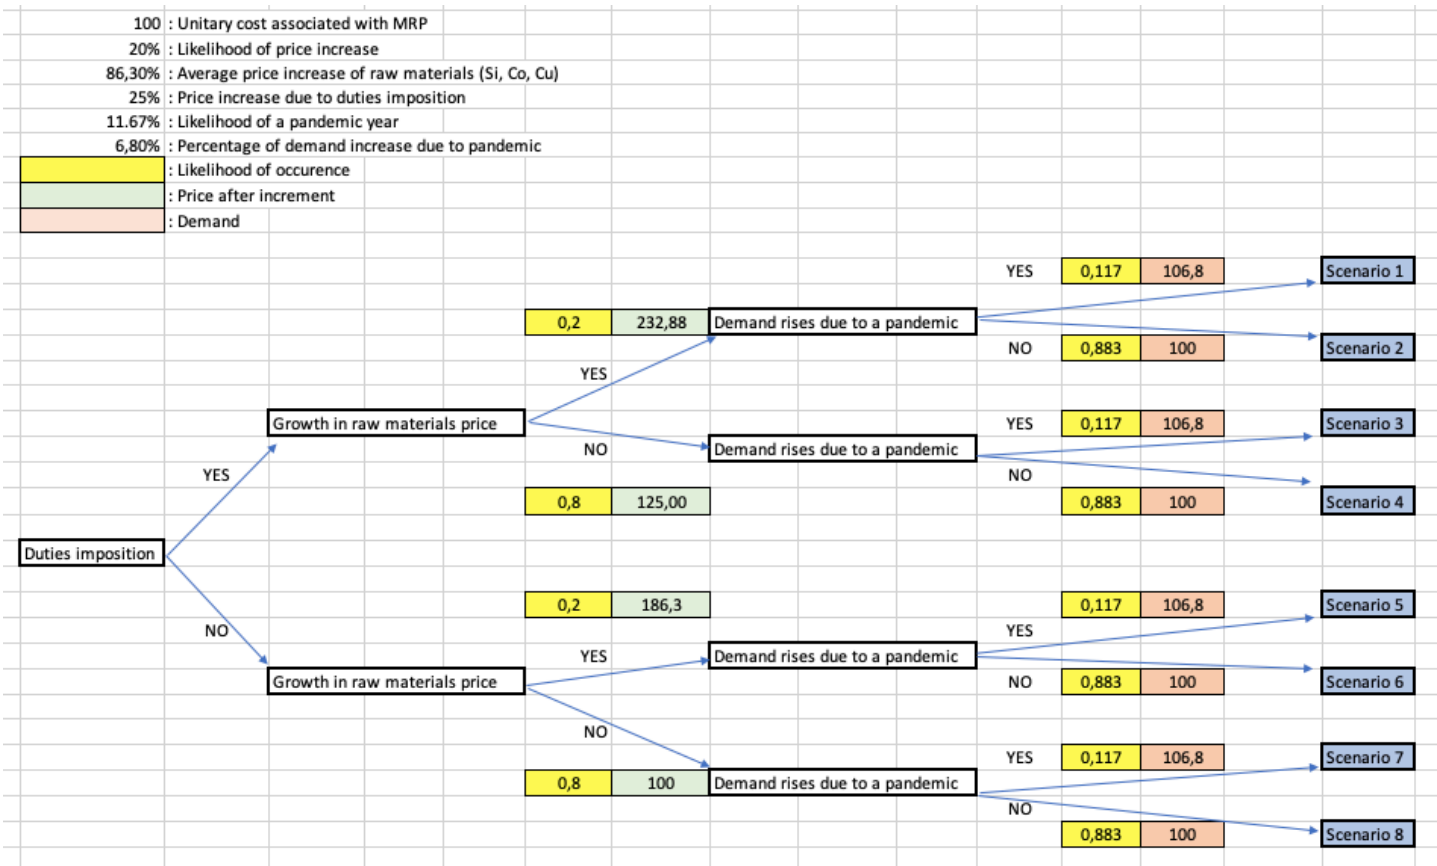 100 : Unitary cost associated with MRP
20% : Likelihood of price increase
86,30% : Average price increase of raw materials (Si, Co, Cu)
25% : Price increase due to duties imposition
11.67% : Likelihood of a pandemic year
6,80% : Percentage of demand increase due to pandemic
: Likelihood of occurence
: Price after increment
: Demand
YES 0,117 106,8 Scenario 1
0,2 232,88 Demand rises due to a pandemic
NO 0,883 100 Scenario 2
YES
Growth in raw materials price YES 0,117 106,8 Scenario 3
NO Demand rises due to a pandemic
YES NO
0,8 125,00 0,883 100 Scenario 4
Duties imposition
0,2 186,3 0,117 106,8 Scenario 5
NO YES
YES Demand rises due to a pandemic
Growth in raw materials price NO 0,883 100 Scenario 6
NO
YES 0,117 106,8 Scenario 7
0,8 100 Demand rises due to a pandemic
NO
0,883 100 Scenario 8